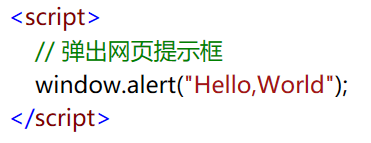 <script>
// 弹出网页提示框
window.alert("Hello,World");
</script>